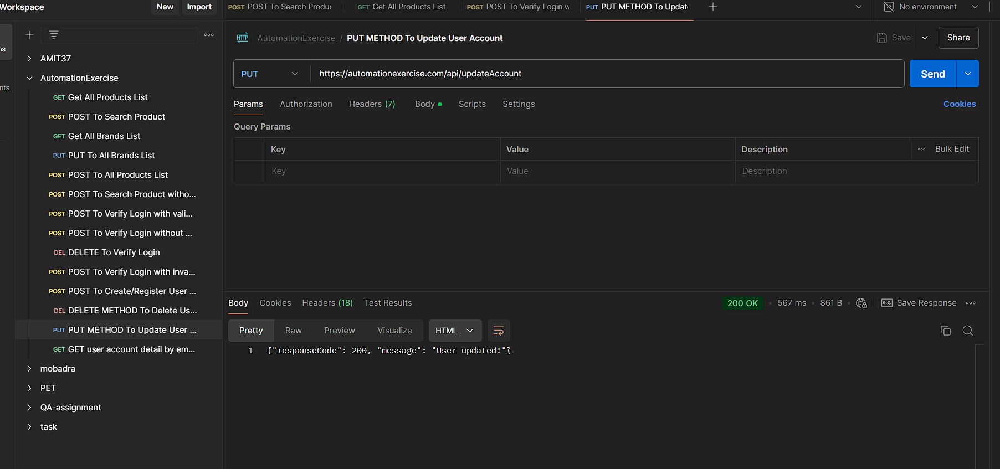 Workspace
New
Import
POST POST To Search Produ
GET Get All Products List
POST POST To Verify Login w
PUT PUT METHOD To Updat
No environment
ns
nts
AMIT37
AutomationExercise
GET Get All Products List
POST POST To Search Product
GET Get All Brands List
PUT PUT To All Brands List
POST POST To All Products List
POST POST To Search Product witho...
POST POST To Verify Login with vali...
POST POST To Verify Login without ...
DEL DELETE To Verify Login
POST POST To Verify Login with inva...
POST POST To Create/Register User ...
DEL DELETE METHOD To Delete Us...
PUT PUT METHOD To Update User ...
GET GET user account detail by em...
mobadra
PET
QA-assignment
task
HTTP AutomationExercise / PUT METHOD To Update User Account
Save
Share
PUT
https://automationexercise.com/api/updateAccount
Send
Params
Authorization
Headers (7)
Body
Scripts
Settings
Cookies
Query Params
Key
Value
Description
Bulk Edit
Key
Value
Description
Body
Cookies
Headers (18)
Test Results
200 OK
567 ms
861 B
e.g.
Save Response
Pretty
Raw
Preview
Visualize
HTML
1 {"responseCode": 200, "message": "User updated!"}